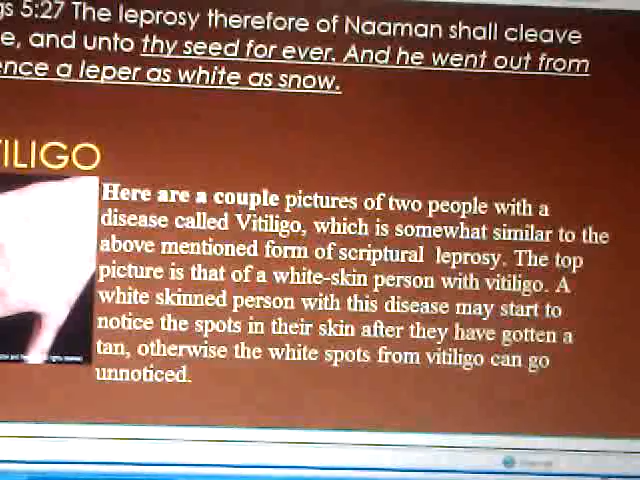 gs 5:27 The leprosy therefore of Naaman shall cleave
e, and unto thy seed for ever. And he went out from
ence a leper as white as snow.
ILIGO
Here are a couple pictures of two people with a
disease called Vitiligo, which is somewhat similar to the
above mentioned form of scriptural leprosy. The top
picture is that of a white-skin person with vitiligo. A
white skinned person with this disease may start to
notice the spots in their skin after they have gotten a
tan, otherwise the white spots from vitiligo can go
unnoticed.